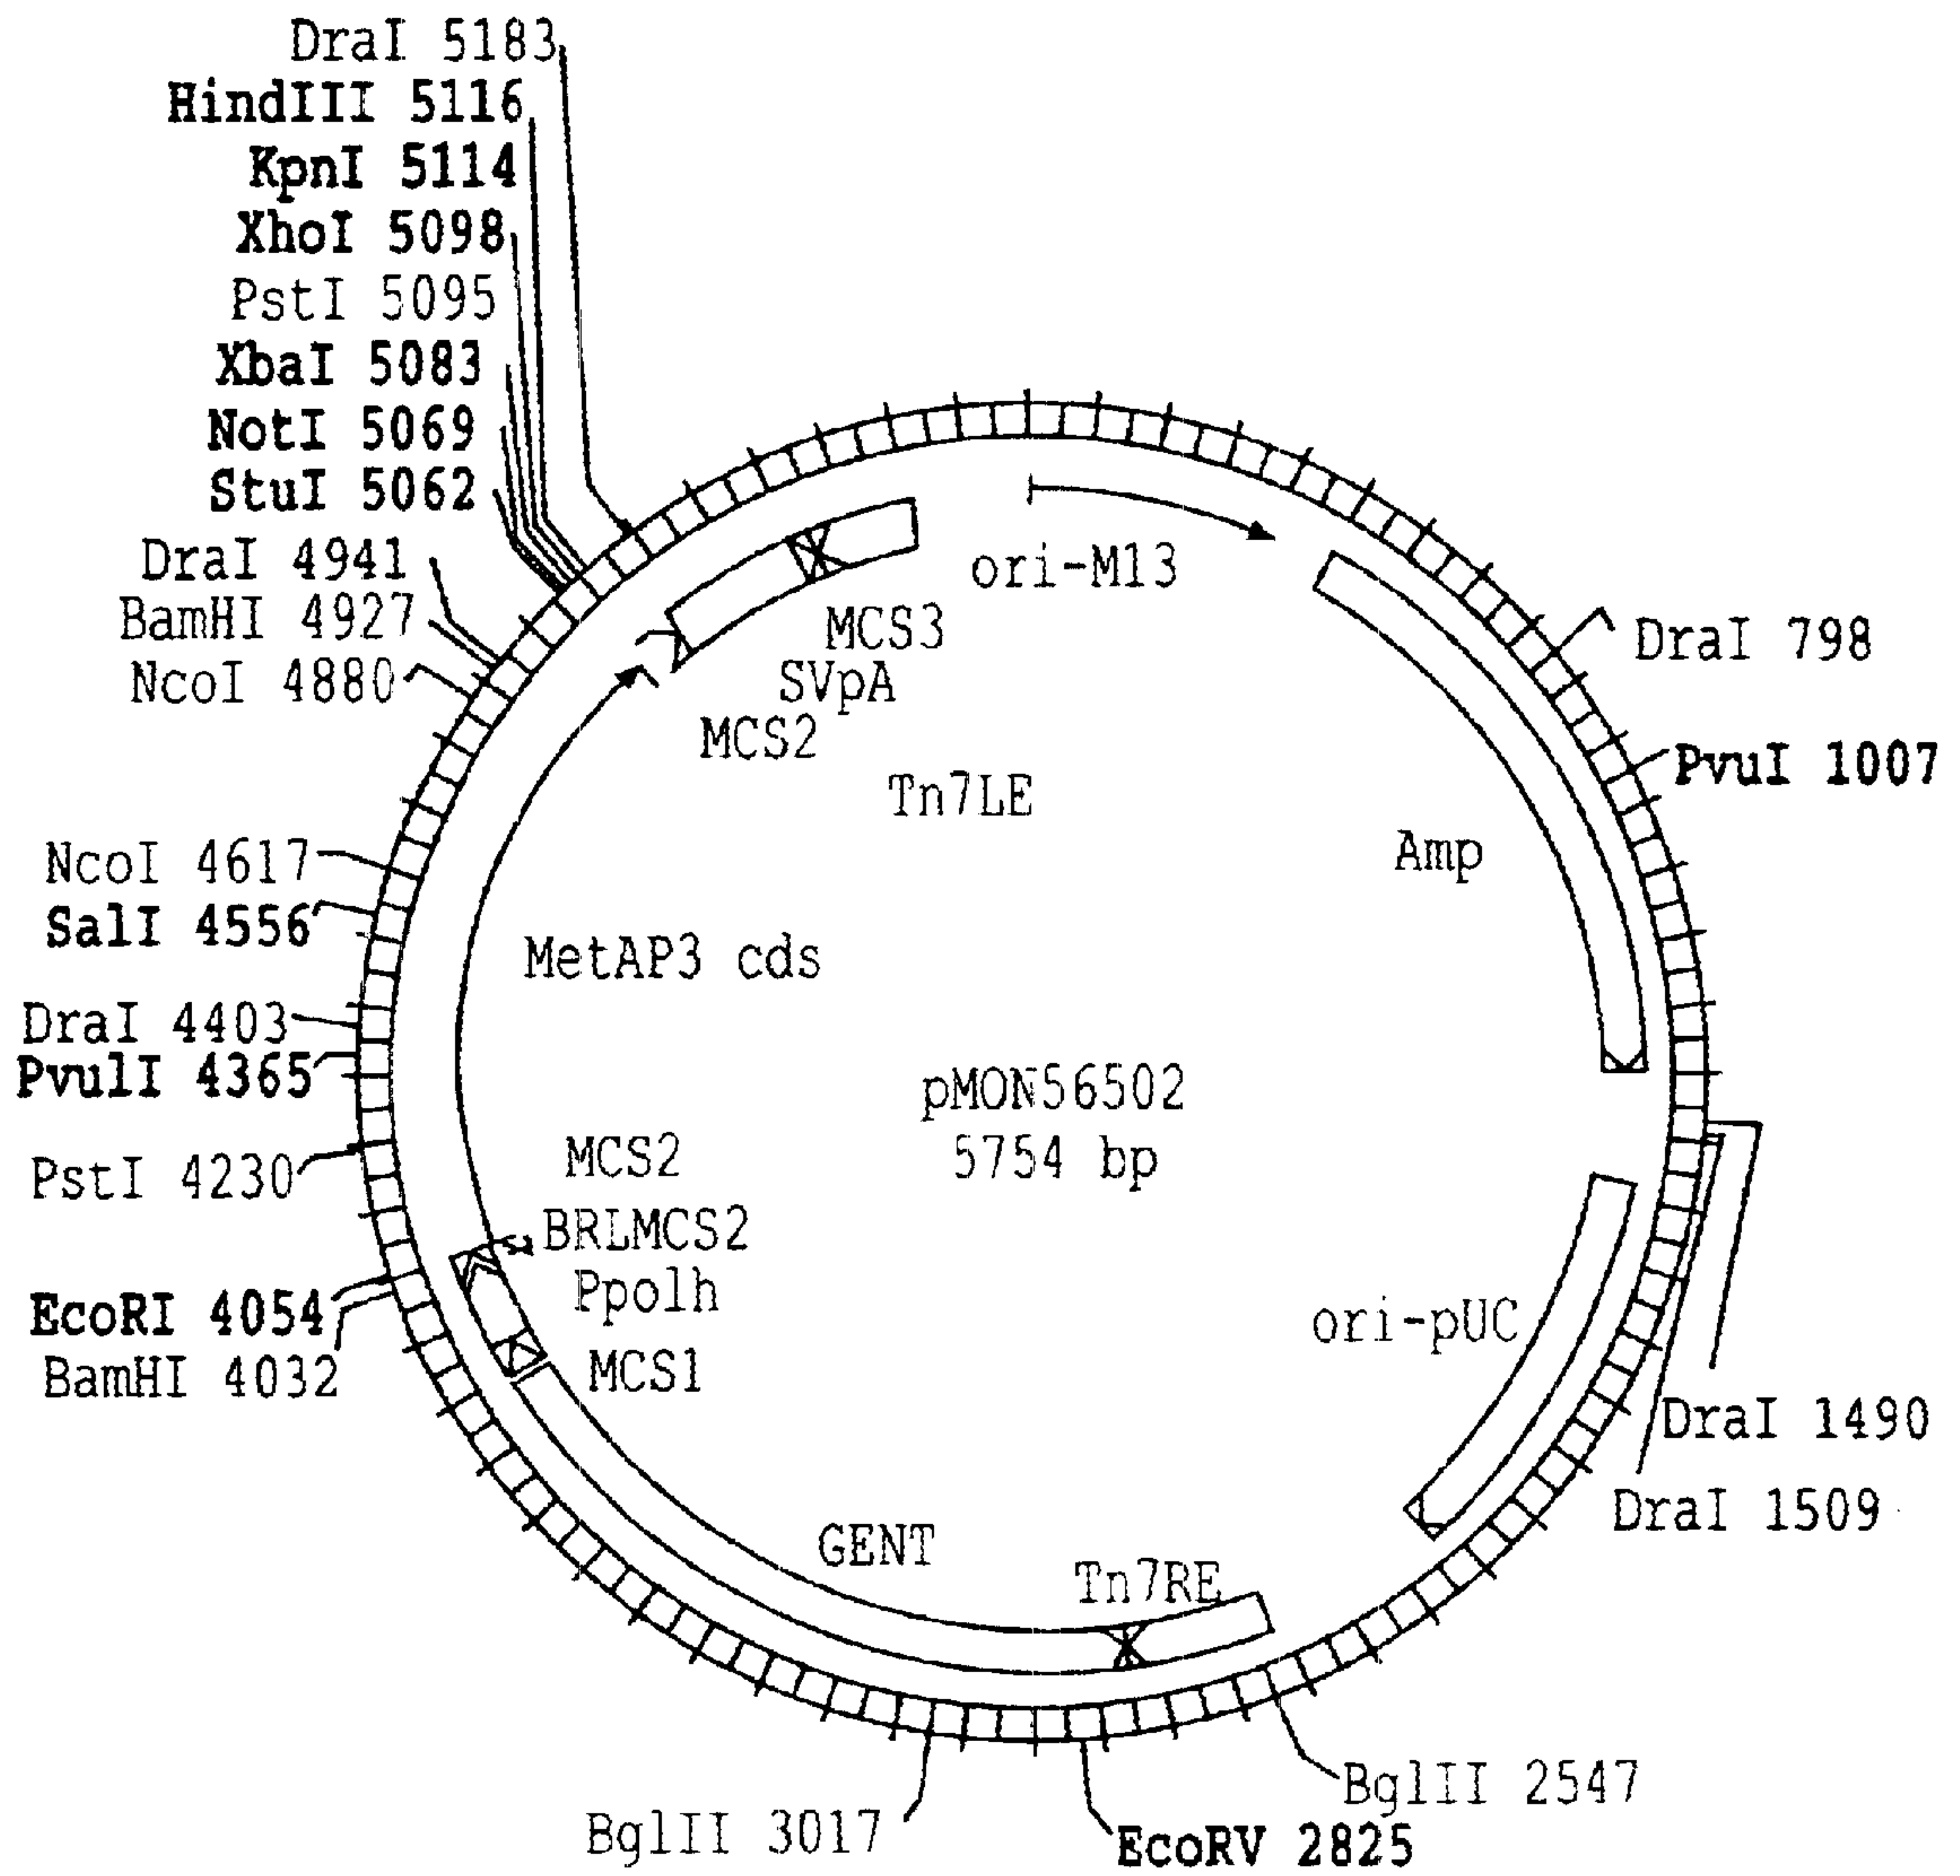 DraI 5183
HindIII 5116
KpnI 5114
XhoI 5098
PstI 5095
XbaI 5083
NotI 5069
StuI 5062
DraI 4941
BamHI 4927
NcoI 4880
NcoI 4617
SalI 4556
DraI 4403
PvulI 4365
PstI 4230
EcoRI 4054
BamHI 4032
BglII 3017
EcoRV 2825
BglII 2547
DraI 1509
DraI 1490
PvuI 1007
DraI 798
ori-M13
MCS3
SVpA
MCS2
Tn7LE
Amp
MetAP3 cds
pMON56502
5754 bp
MCS2
BRLMCS2
Ppolh
MCS1
ori-pUC
GENT
Tn7RE